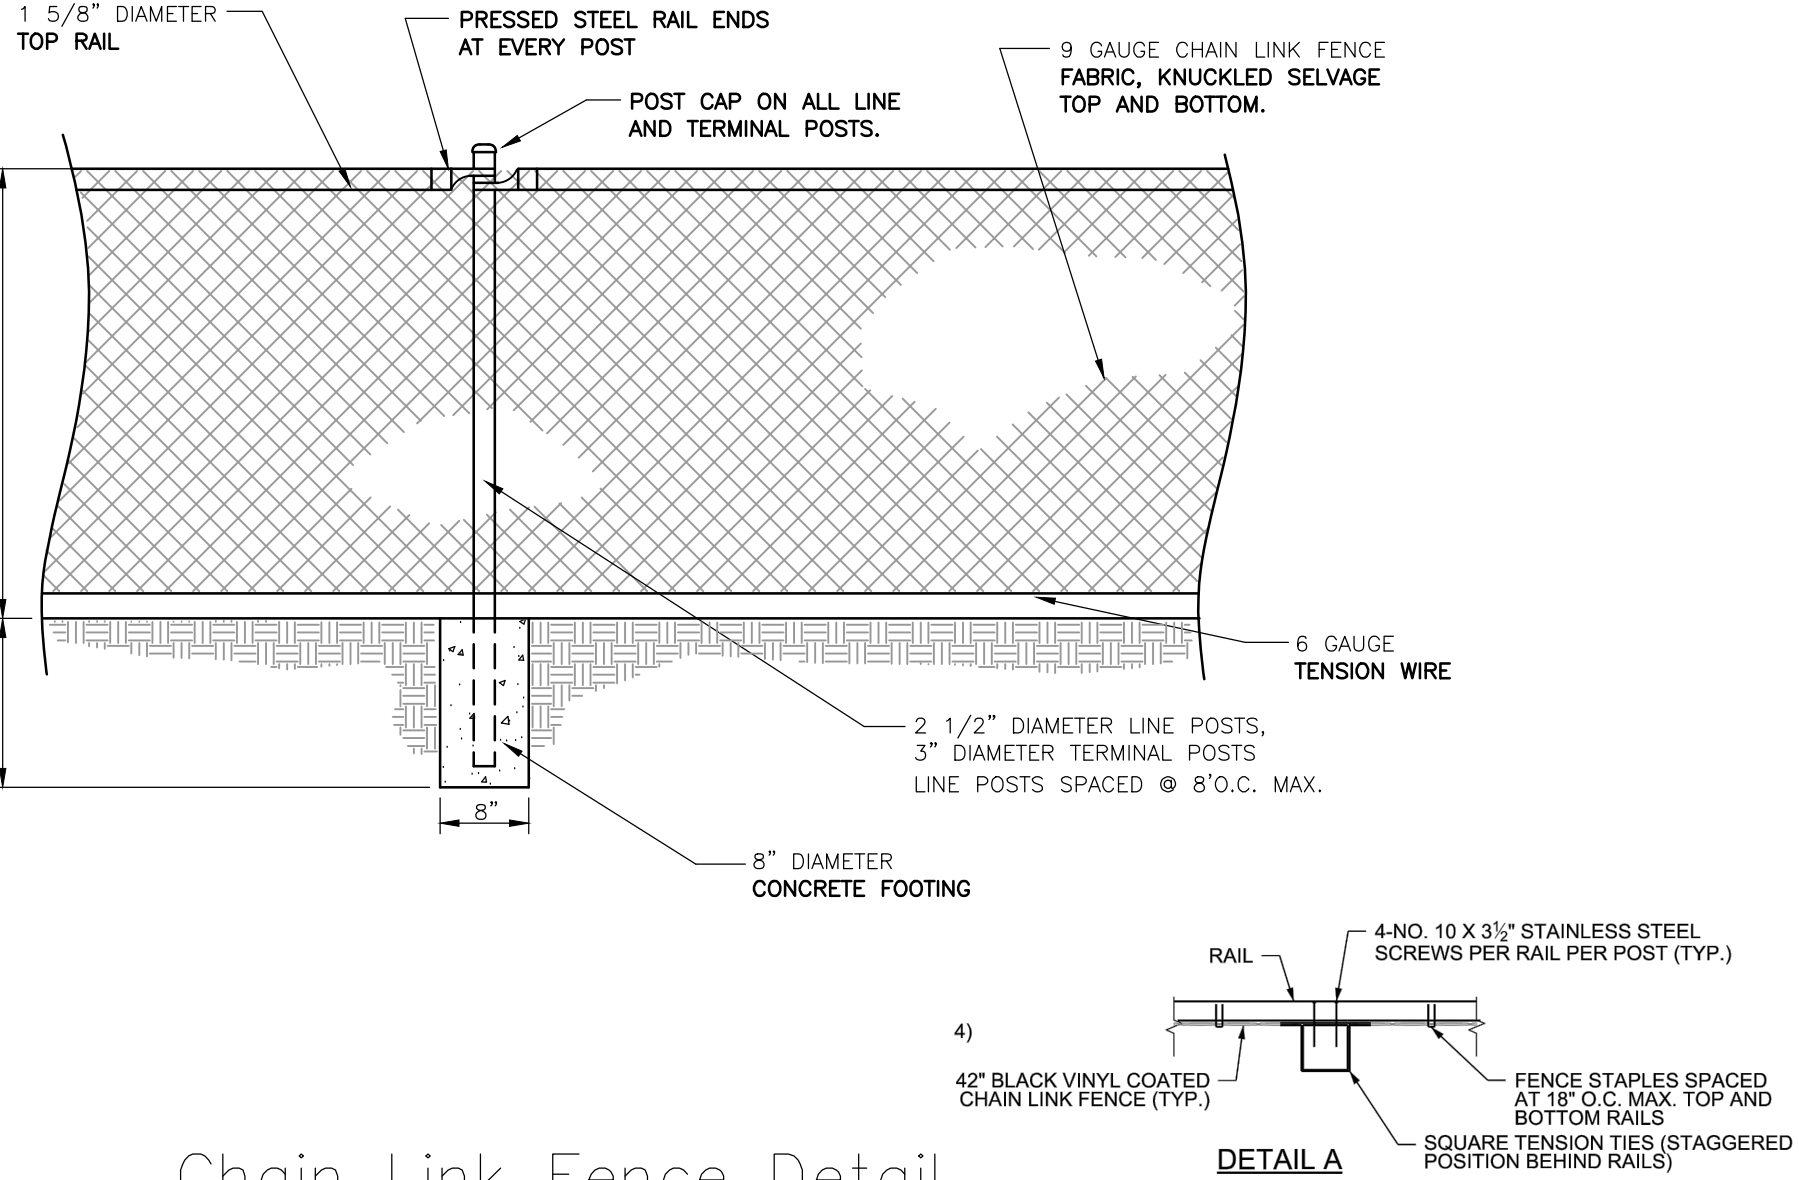 1 5/8” DIAMETER
TOP RAIL
PRESSED STEEL RAIL ENDS
AT EVERY POST
POST CAP ON ALL LINE
AND TERMINAL POSTS.
9 GAUGE CHAIN LINK FENCE
FABRIC, KNUCKLED SELVAGE
TOP AND BOTTOM.
6 GAUGE
TENSION WIRE
2 1/2” DIAMETER LINE POSTS,
3” DIAMETER TERMINAL POSTS
LINE POSTS SPACED @ 8’O.C. MAX.
8”
8” DIAMETER
CONCRETE FOOTING
4-NO. 10 X 3½" STAINLESS STEEL
SCREWS PER RAIL PER POST (TYP.)
RAIL
4)
42" BLACK VINYL COATED
CHAIN LINK FENCE (TYP.)
FENCE STAPLES SPACED
AT 18" O.C. MAX. TOP AND
BOTTOM RAILS
SQUARE TENSION TIES (STAGGERED
POSITION BEHIND RAILS)
DETAIL A
Chain Link Fence Detail